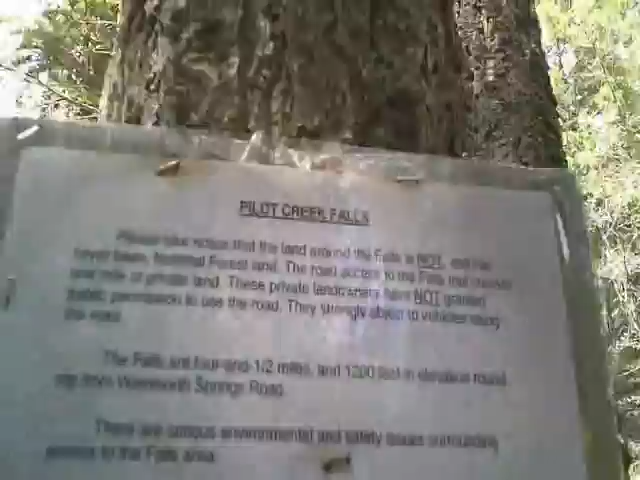 PILOT CREEK FALLS
Please take notice that the land around the Falls is NOT, and has
never been, National Forest land. The road access to the Falls
mile of private land. These private landowners have NOT granted
public permission to use the road. They strongly object to vehicles using
the road.
The Falls are four-and-1/2 miles, and 1200 feet in elevation round
trip from Wentworth Springs Road.
There are serious environmental and safety issues surrounding
access to the Falls area.